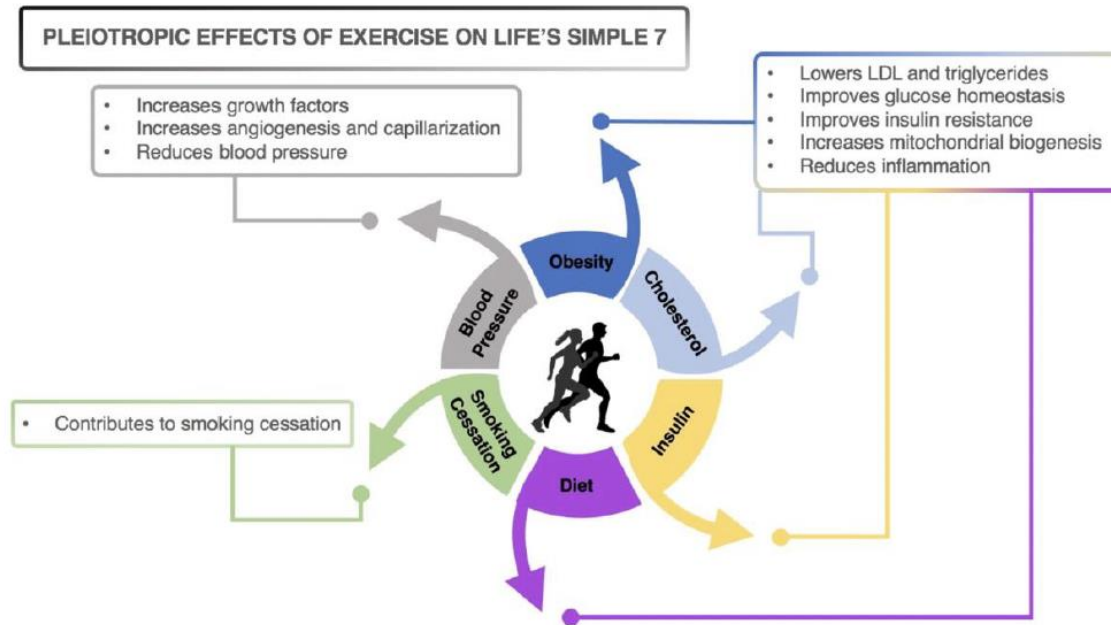 PLEIOTROPIC EFFECTS OF EXERCISE ON LIFE'S SIMPLE 7
• Increases growth factors
• Increases angiogenesis and capillarization
• Reduces blood pressure
• Lowers LDL and triglycerides
• Improves glucose homeostasis
• Improves insulin resistance
• Increases mitochondrial biogenesis
• Reduces inflammation
Obesity
Cholesterol
Insulin
Diet
Smoking
Cessation
Blood
Pressure
• Contributes to smoking cessation